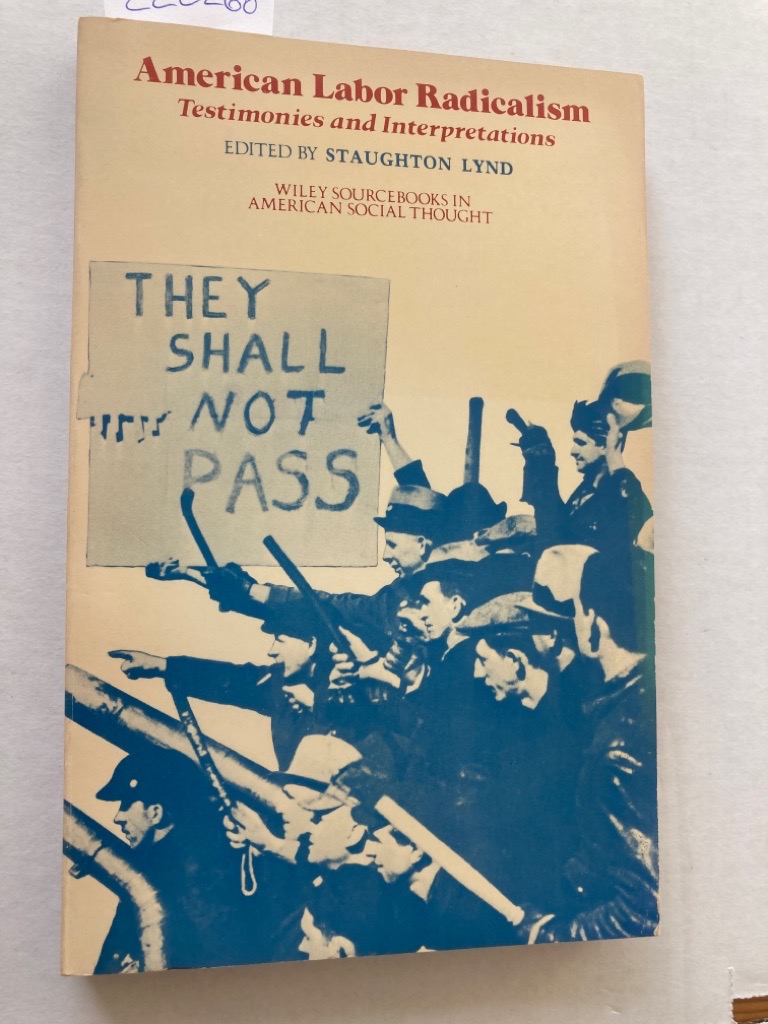 American Labor Radicalism
Testimonies and Interpretations
EDITED BY STAUGHTON LYND
WILEY SOURCEBOOKS IN
AMERICAN SOCIAL THOUGHT
THEY
SHALL
NOT
PASS